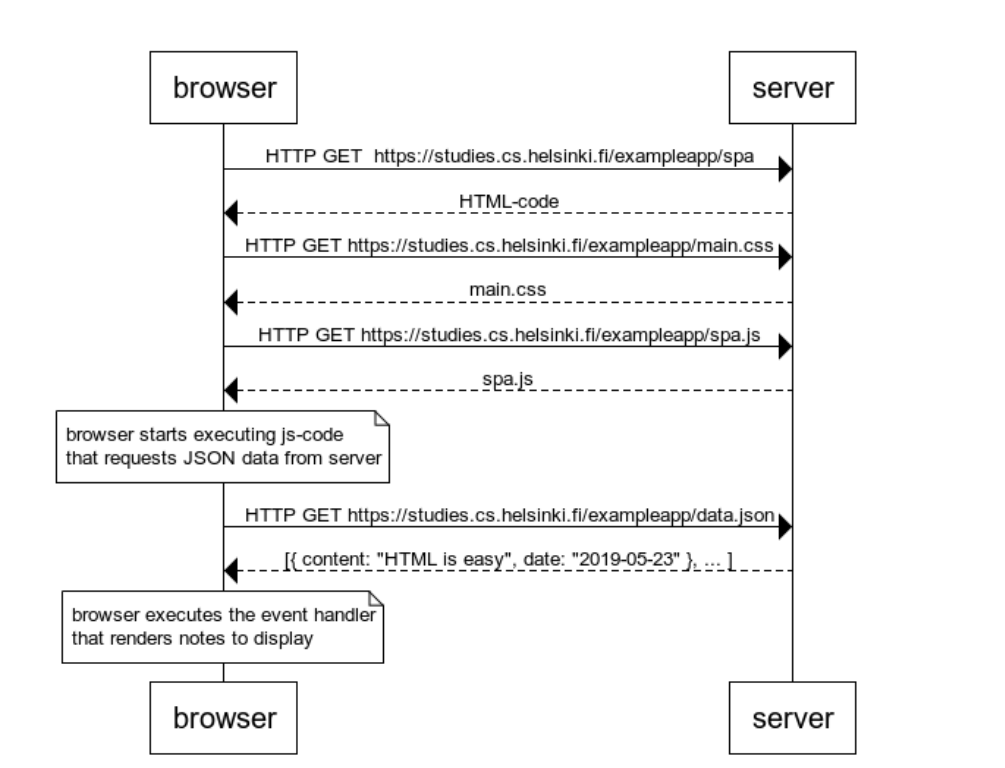 browser
server
HTTP GET  https://studies.cs.helsinki.fi/exampleapp/spa
HTML-code
HTTP GET https://studies.cs.helsinki.fi/exampleapp/main.css
main.css
HTTP GET https://studies.cs.helsinki.fi/exampleapp/spa.js
spa.js
browser starts executing js-code
that requests JSON data from server
HTTP GET https://studies.cs.helsinki.fi/exampleapp/data.json
[{ content: "HTML is easy", date: "2019-05-23" }, ... ]
browser executes the event handler
that renders notes to display
browser
server